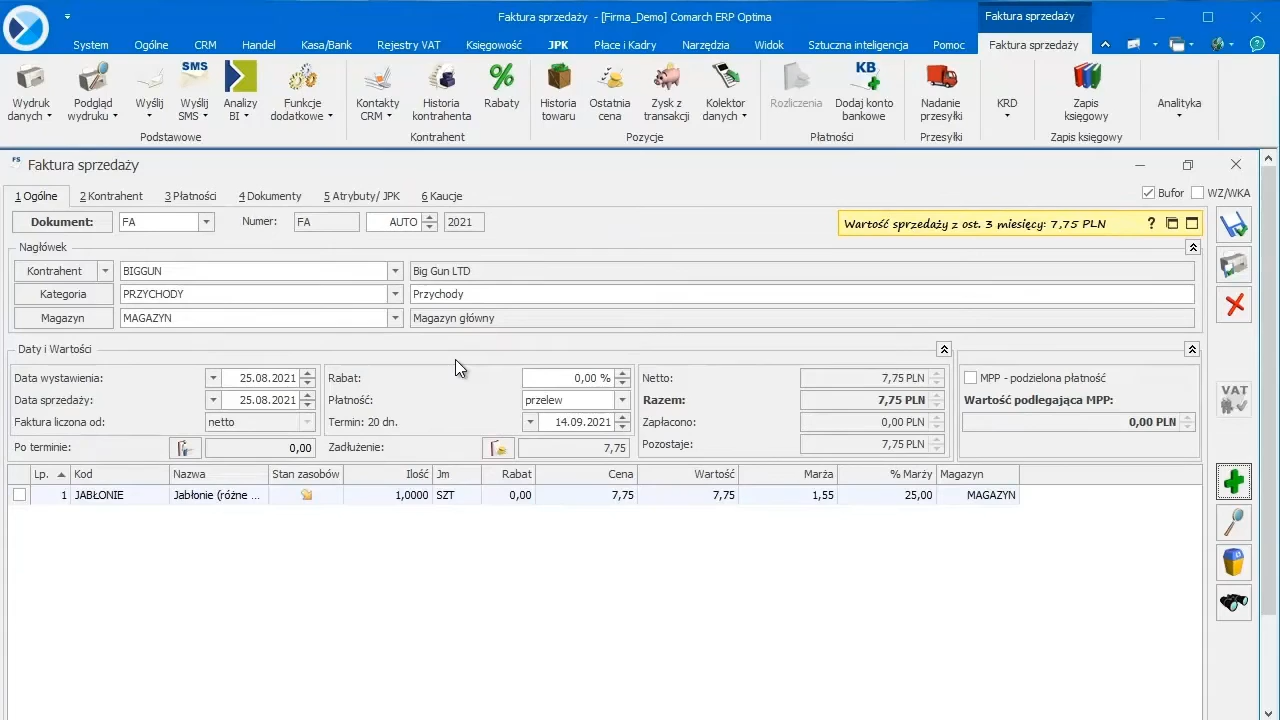 Faktura sprzedaży - [Firma_Demo] Comarch ERP Optima
Faktura sprzedaży
System Ogólne CRM Handel Kasa/Bank Rejestry VAT Księgowość JPK Płace i Kadry Narzędzia Widok Sztuczna inteligencja Pomoc Faktura sprzedaży
Wydruk danych
Podgląd wydruku
Wyślij
SMS
Wyślij SMS
Analizy BI
Funkcje dodatkowe
Kontakty CRM
Historia kontrahenta
%
Rabaty
Historia towaru
Ostatnia cena
Zysk z transakcji
Kolektor danych
Rozliczenia
KB
Dodaj konto bankowe
Nadanie przesyłki
KRD
Zapis księgowy
Analityka
Podstawowe Kontrahent Pozycje Płatności Przesyłki Zapis księgowy
FS Faktura sprzedaży
1 Ogólne 2 Kontrahent 3 Płatności 4 Dokumenty 5 Atrybuty/ JPK 6 Kaucje Bufor WZ/WKA
Dokument: FA Numer: FA AUTO 2021 Wartość sprzedaży z ost. 3 miesięcy: 7,75 PLN ?
Nagłówek
Kontrahent BIGGUN Big Gun LTD
Kategoria PRZYCHODY Przychody
Magazyn MAGAZYN Magazyn główny
Daty i Wartości
Data wystawienia: 25.08.2021 Rabat: 0,00 % Netto: 7,75 PLN MPP - podzielona płatność
Data sprzedaży: 25.08.2021 Płatność: przelew Razem: 7,75 PLN Wartość podlegająca MPP:
Faktura liczona od: netto Termin: 20 dn. 14.09.2021 Zapłacono: 0,00 PLN 0,00 PLN
Po terminie: 0,00 Zadłużenie: 7,75 Pozostaje: 7,75 PLN
VAT
Lp. Kod Nazwa Stan zasobów Ilość Jm Rabat Cena Wartość Marża % Marży Magazyn
1 JABŁONIE Jabłonie (różne ... 1,0000 SZT 0,00 7,75 7,75 1,55 25,00 MAGAZYN